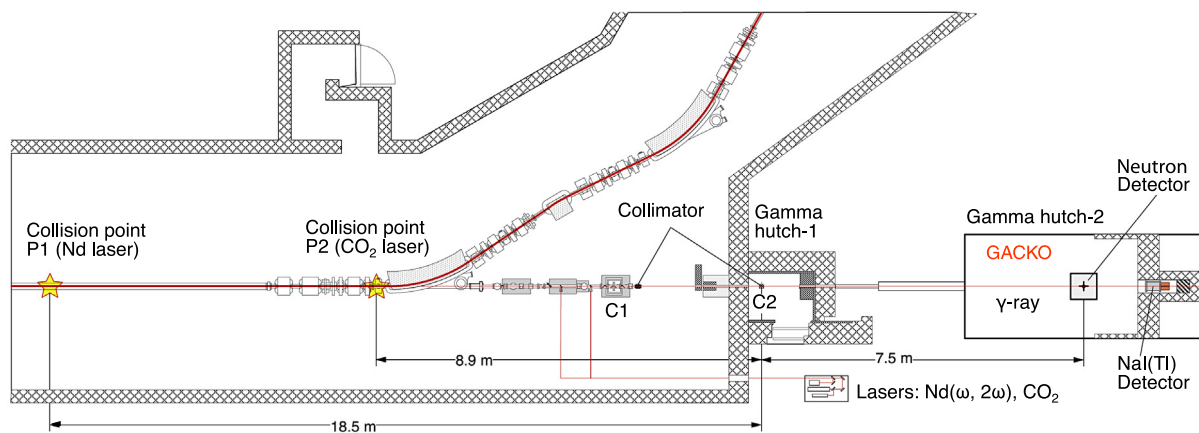 Neutron
Detector
Collision point
P1 (Nd laser)
Collision point
P2 (CO₂ laser)
Collimator
Gamma
hutch-1
Gamma hutch-2
GACKO
γ-ray
C1
C2
8.9 m
7.5 m
NaI(Tl)
Detector
Lasers: Nd(ω, 2ω), CO₂
18.5 m